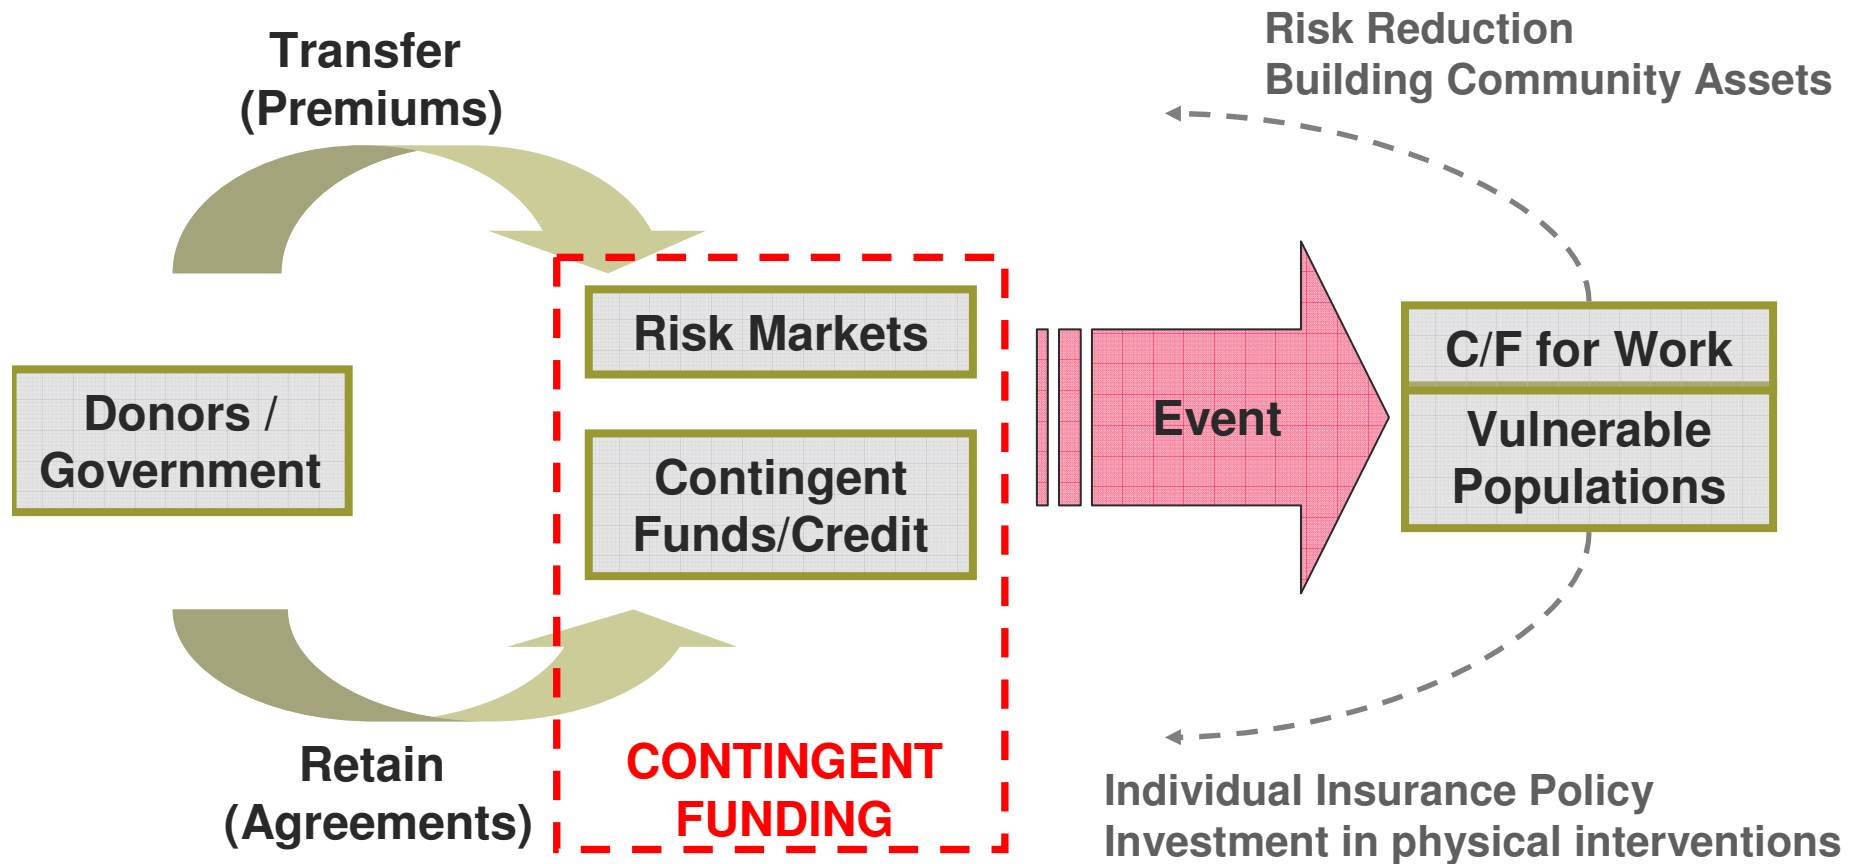 Transfer
(Premiums)
Risk Reduction
Building Community Assets
Donors /
Government
Risk Markets
Contingent
Funds/Credit
Event
C/F for Work
Vulnerable
Populations
Retain
(Agreements)
CONTINGENT
FUNDING
Individual Insurance Policy
Investment in physical interventions